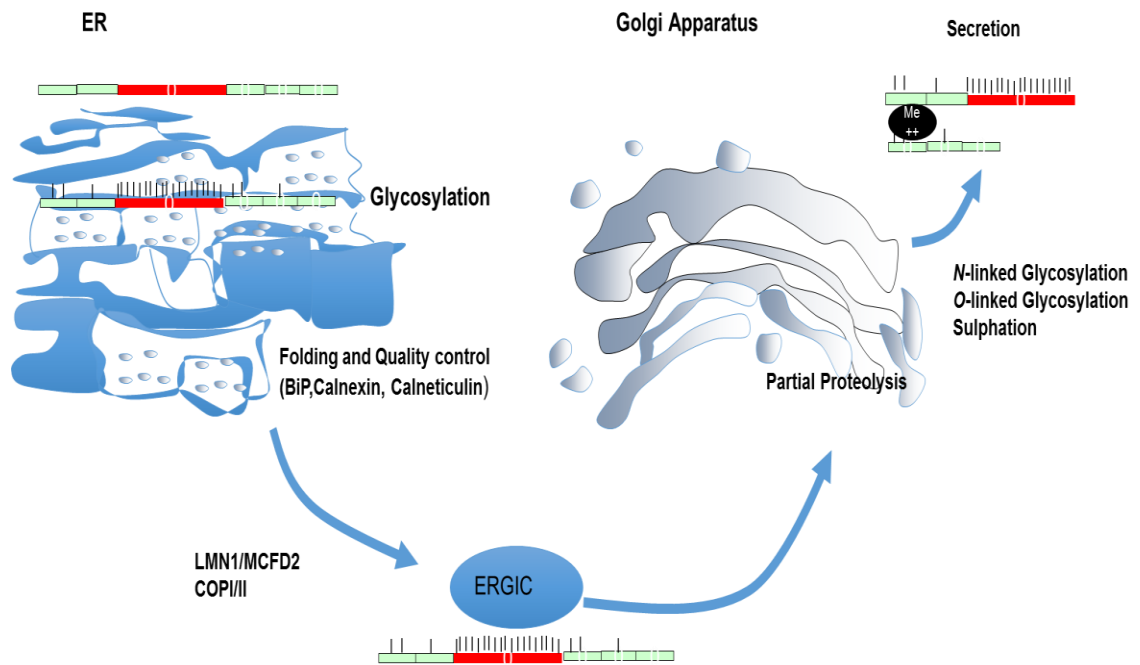 ER
Golgi Apparatus
Secretion
Me
++
Glycosylation
N-linked Glycosylation
O-linked Glycosylation
Sulphation
Folding and Quality control
(BiP,Calnexin, Calneticulin)
Partial Proteolysis
LMN1/MCFD2
COPI/II
ERGIC